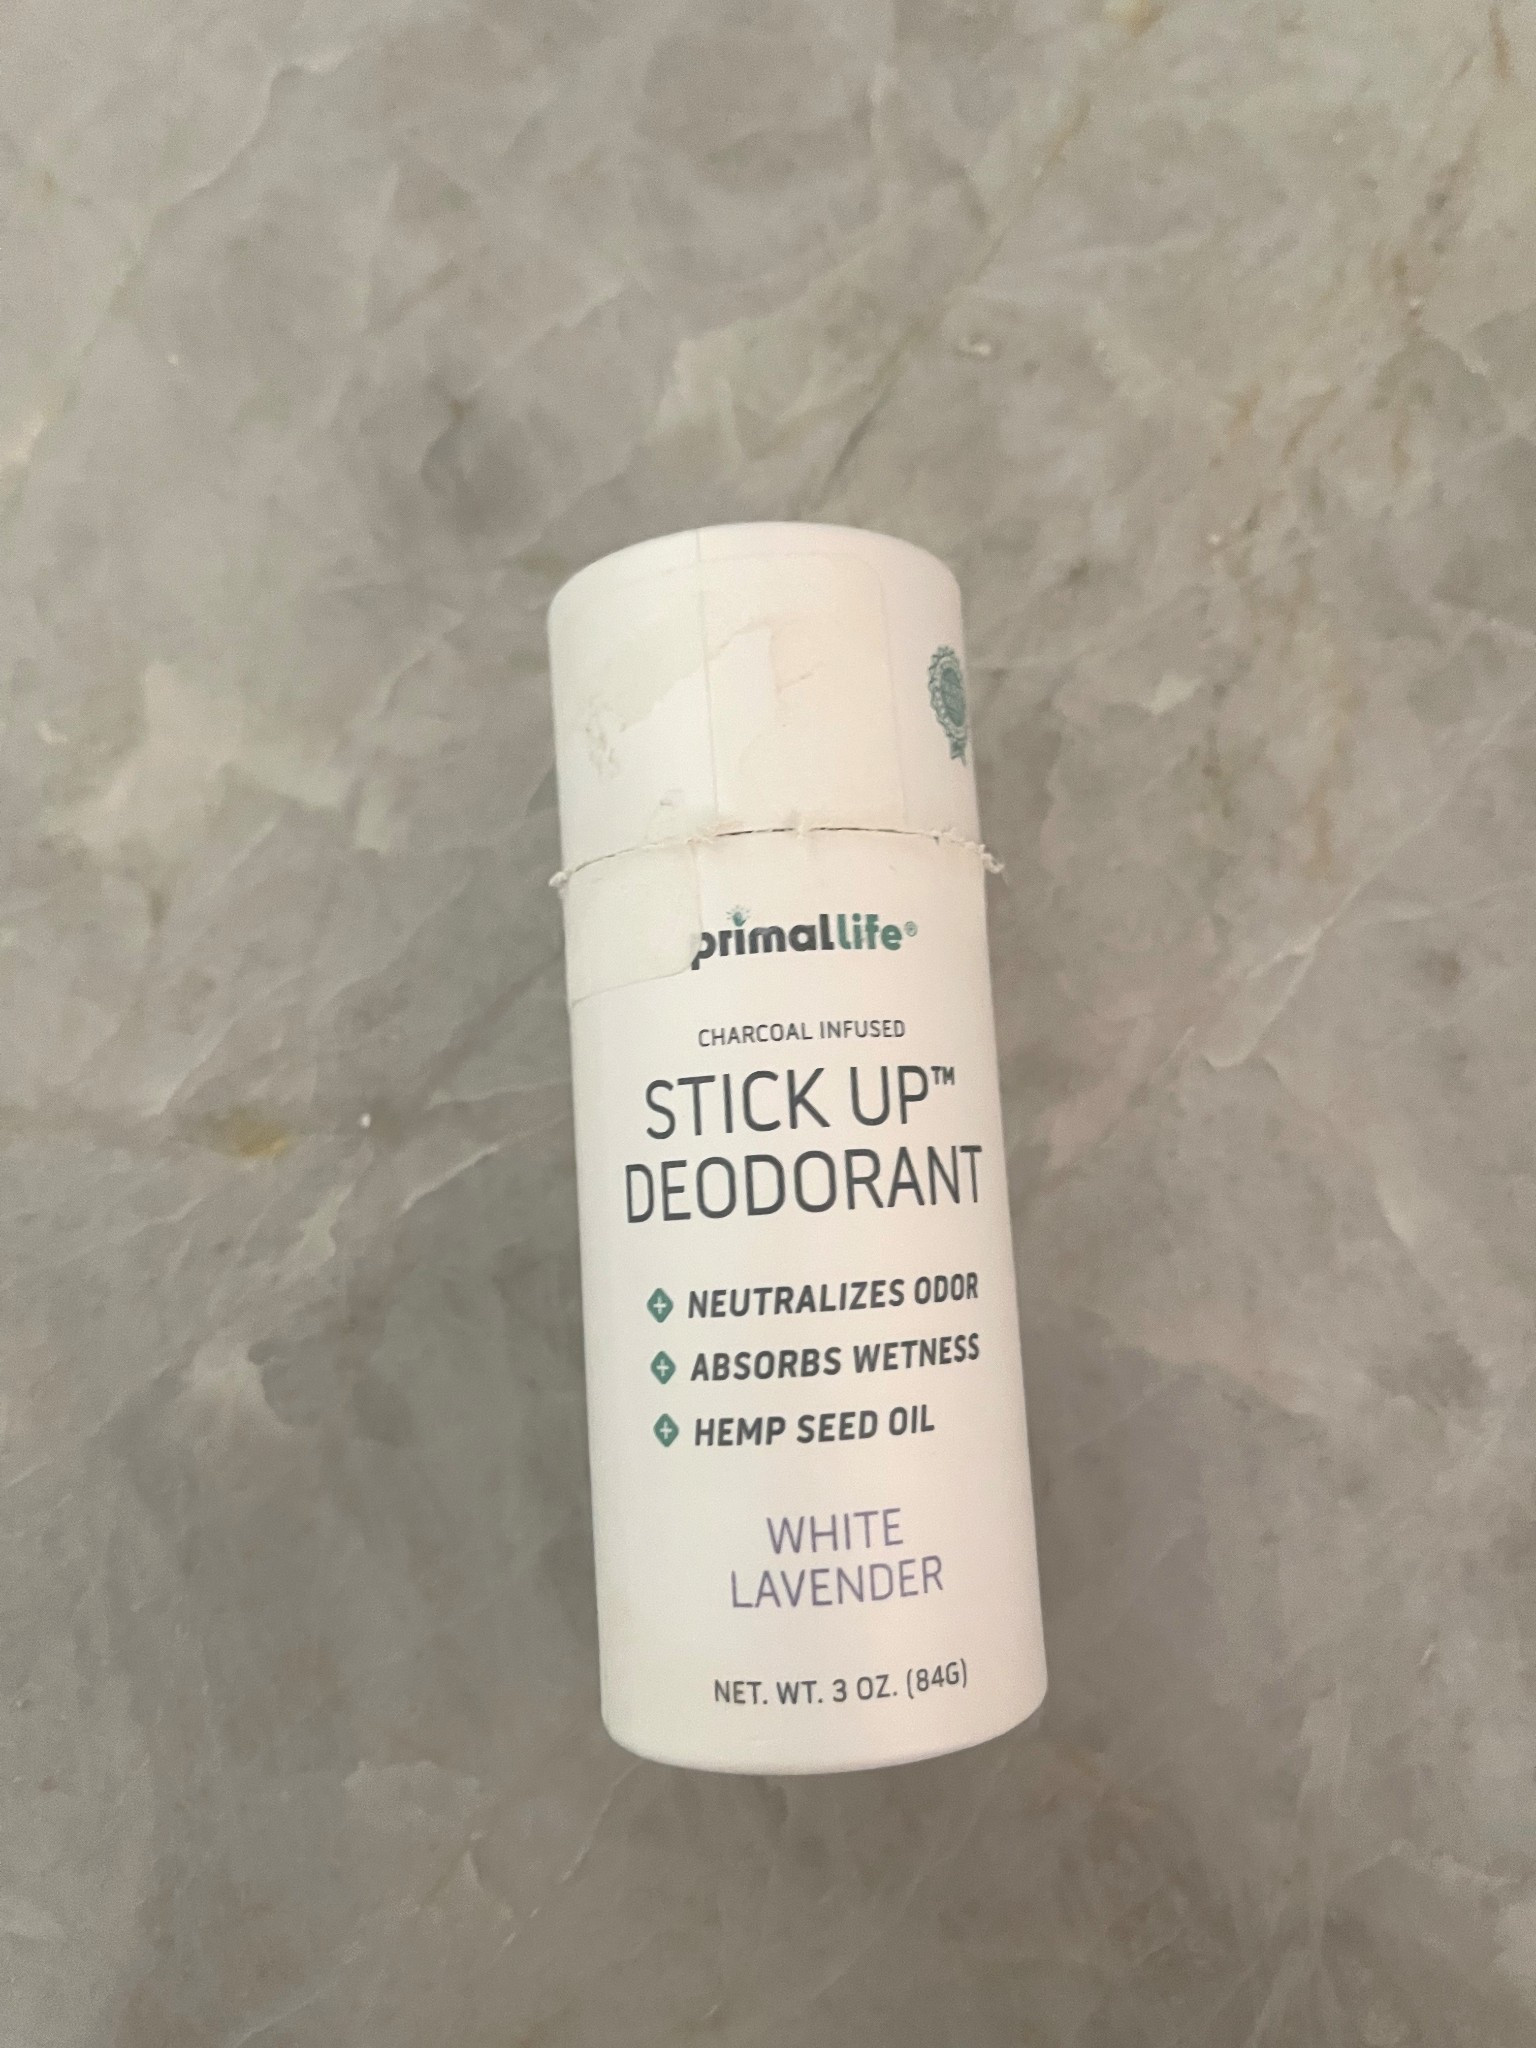 primallife®
CHARCOAL INFUSED
STICK UP™
DEODORANT
NEUTRALIZES ODOR
ABSORBS WETNESS
HEMP SEED OIL
WHITE
LAVENDER
NET. WT. 3 OZ. (84G)